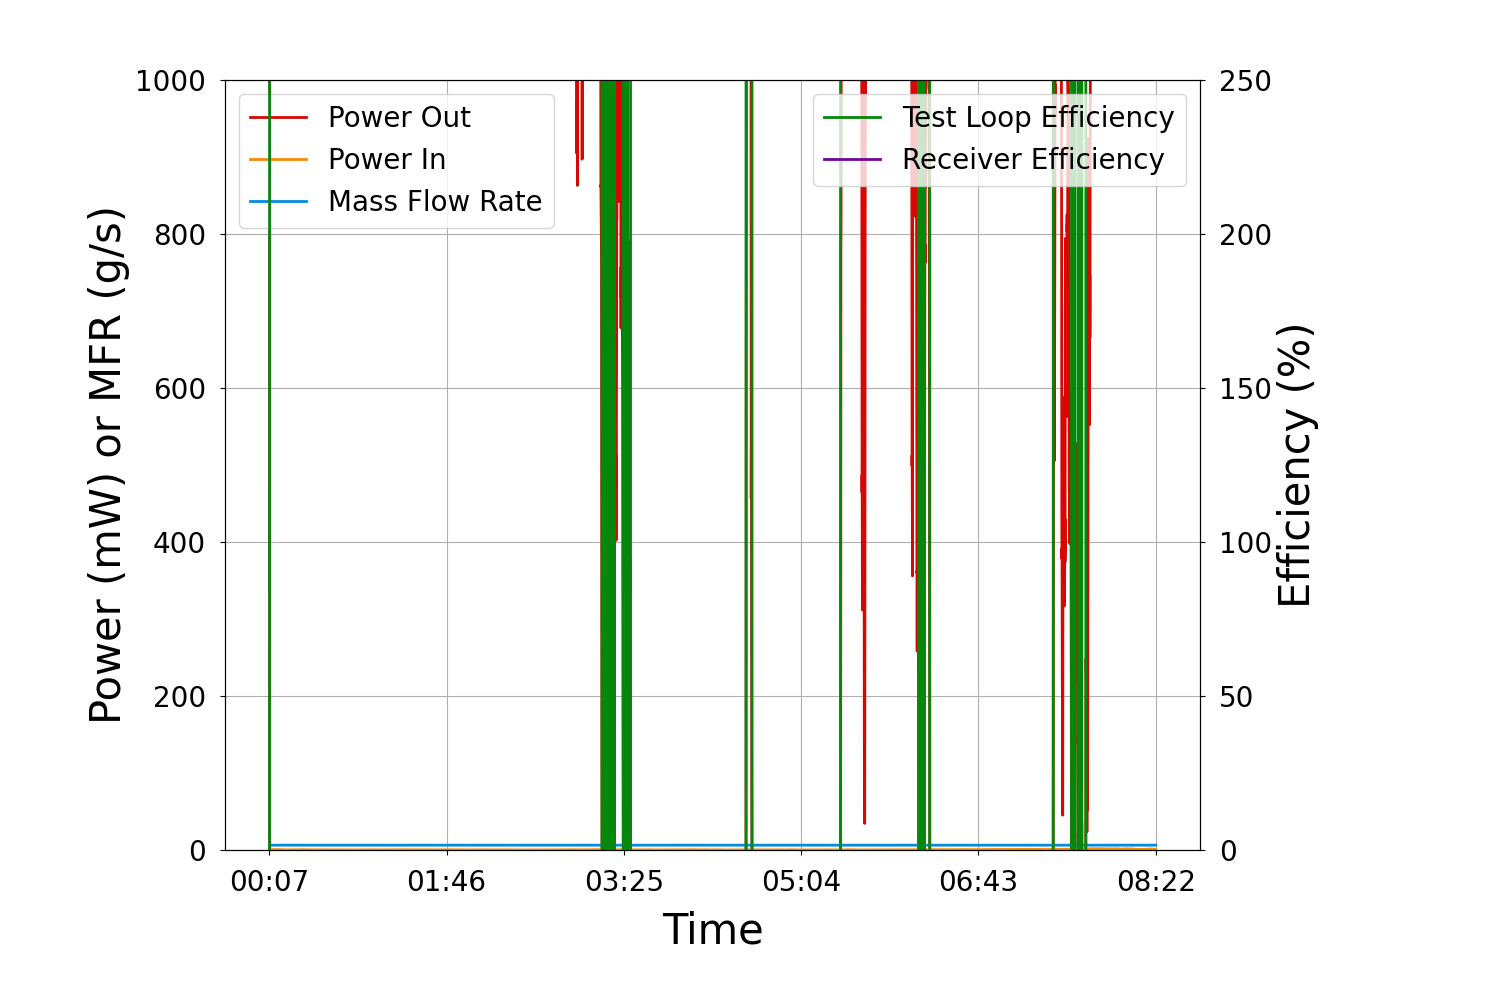 1000
800
600
400
200
0
Power (mW) or MFR (g/s)
Power Out
Power In
Mass Flow Rate
Test Loop Efficiency
Receiver Efficiency
250
200
150
100
50
0
Efficiency (%)
00:07 01:46 03:25 05:04 06:43 08:22
Time